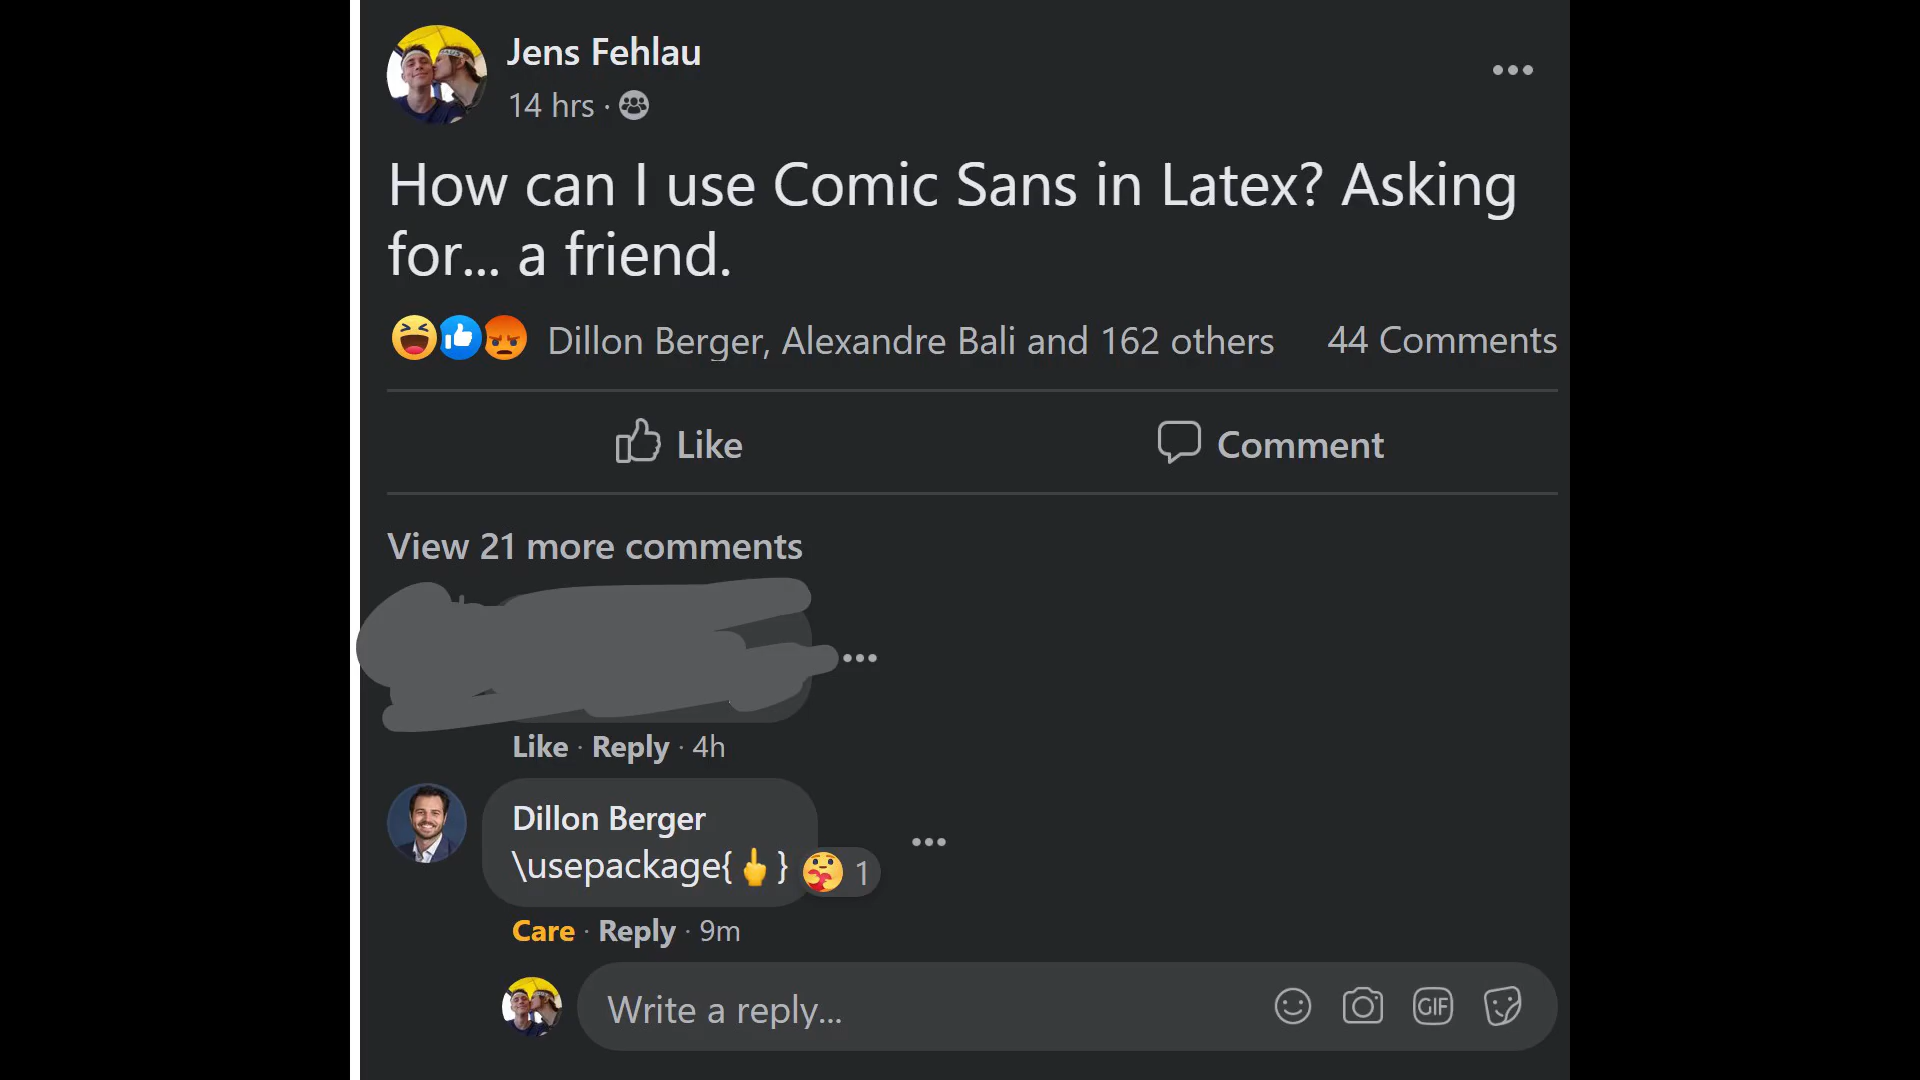 Jens Fehlau
14 hrs ·
How can I use Comic Sans in Latex? Asking
for... a friend.
Dillon Berger, Alexandre Bali and 162 others 44 Comments
Like Comment
View 21 more comments
Like · Reply · 4h
Dillon Berger
\usepackage{🖕} 1
Care · Reply · 9m
Write a reply... GIF